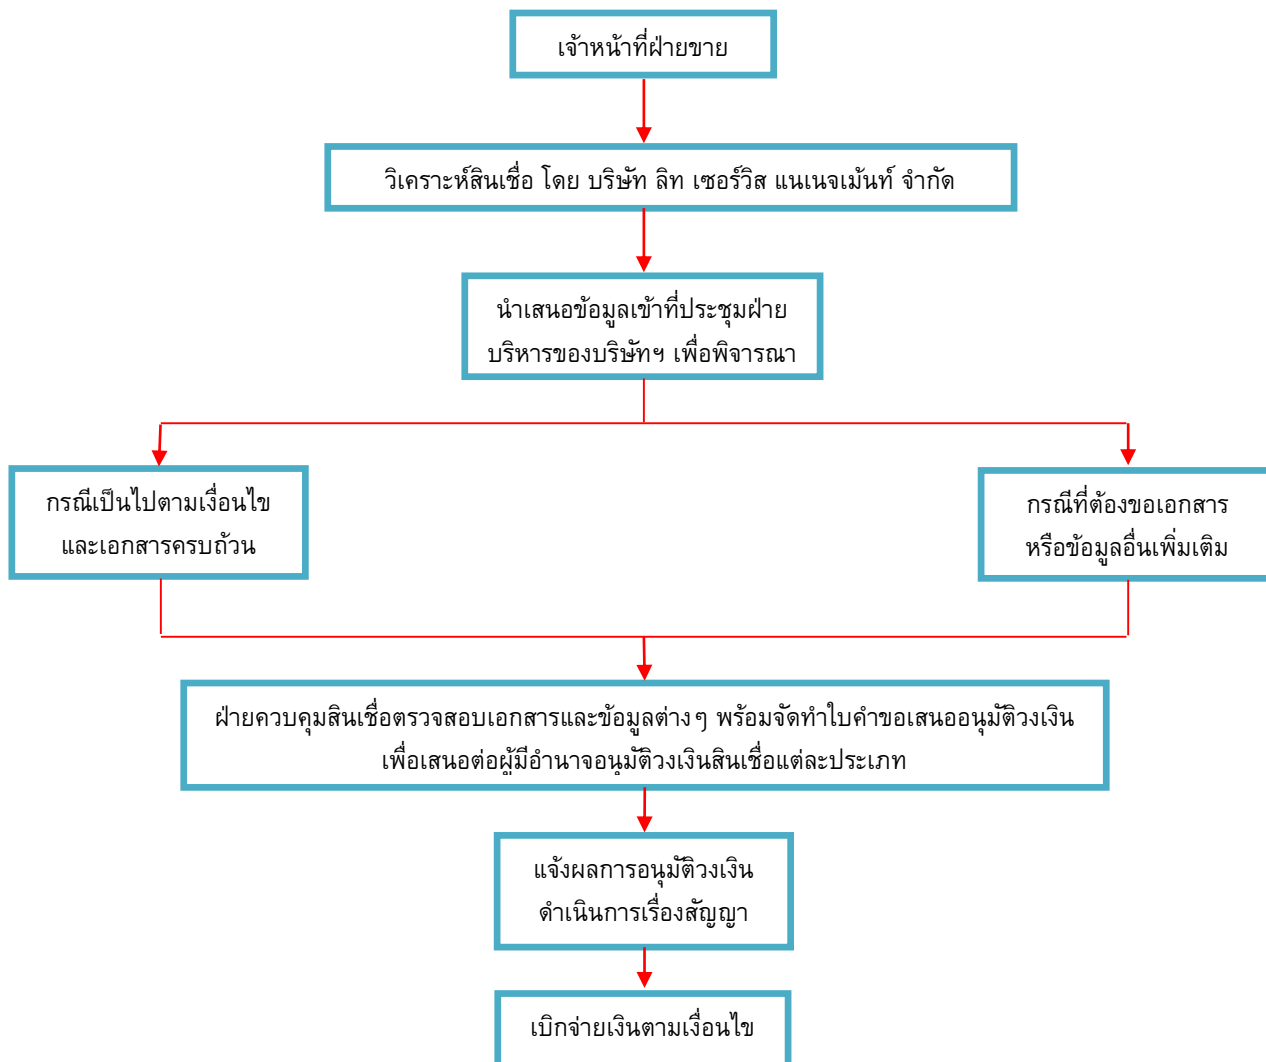 เจ้าหน้าที่ฝ่ายขาย
วิเคราะห์สินเชื่อ โดย บริษัท ลิท เซอร์วิส แนเนจเม้นท์ จำกัด
นำเสนอข้อมูลเข้าที่ประชุมฝ่าย
บริหารของบริษัทฯ เพื่อพิจารณา
กรณีเป็นไปตามเงื่อนไข
และเอกสารครบถ้วน
กรณีที่ต้องขอเอกสาร
หรือข้อมูลอื่นเพิ่มเติม
ฝ่ายควบคุมสินเชื่อตรวจสอบเอกสารและข้อมูลต่างๆ พร้อมจัดทำใบคำขอเสนออนุมัติวงเงิน
เพื่อเสนอต่อผู้มีอำนาจอนุมัติวงเงินสินเชื่อแต่ละประเภท
แจ้งผลการอนุมัติวงเงิน
ดำเนินการเรื่องสัญญา
เบิกจ่ายเงินตามเงื่อนไข